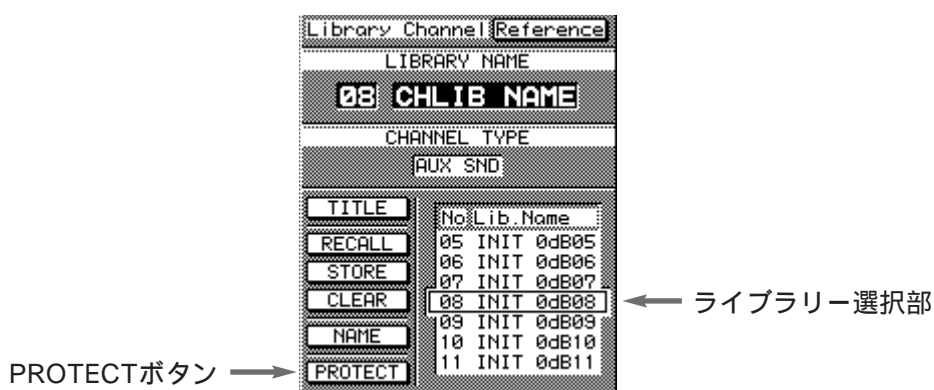 Library Channel Reference
LIBRARY NAME
08 CHLIB NAME
CHANNEL TYPE
AUX SND
TITLE
RECALL
STORE
CLEAR
NAME
PROTECT
No Lib.Name
05 INIT 0dB05
06 INIT 0dB06
07 INIT 0dB07
08 INIT 0dB08
09 INIT 0dB09
10 INIT 0dB10
11 INIT 0dB11
ライブラリー選択部
PROTECTボタン